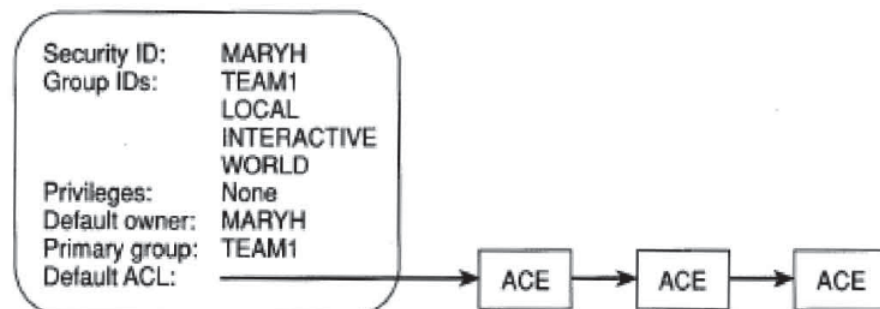 Security ID: MARYH
Group IDs: TEAM1
LOCAL
INTERACTIVE
WORLD
Privileges: None
Default owner: MARYH
Primary group: TEAM1
Default ACL: ACE ACE ACE